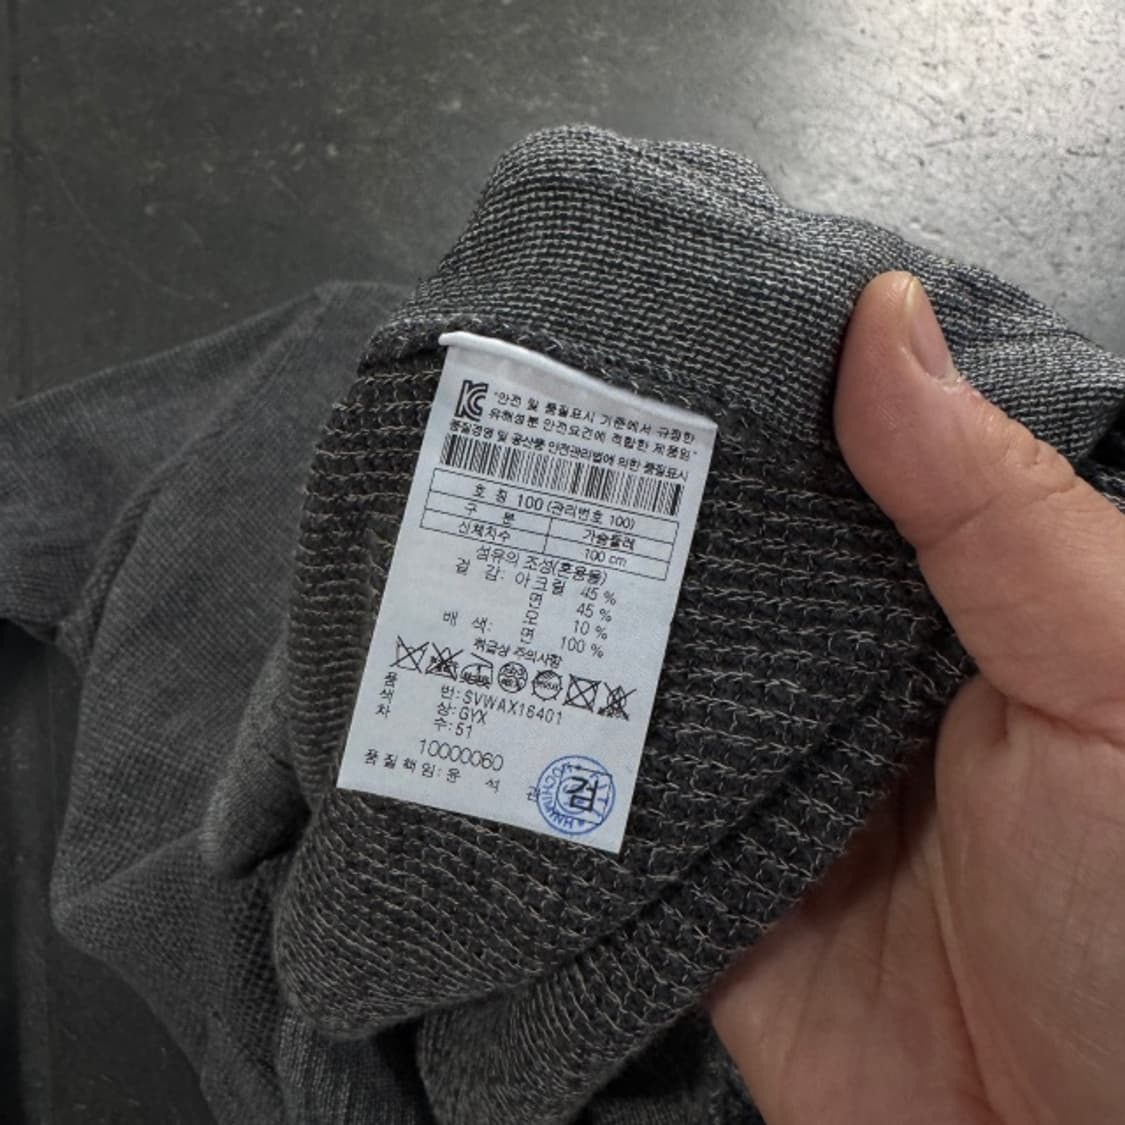 KC "안전 및 품질표시 기준에서 규정한
유해성분 안전요건에 적합한 제품임"
품질경영 및 공산품 안전관리법에 의한 품질표시
호 칭 100 (관리번호 100)
구 분 가슴둘레
신체치수 100 cm
섬유의 조성(혼용율)
겉 감: 아크릴 45 %
면 45 %
모 10 %
배 색: 면 100 %
취급상 주의사항
품 번: SVWAX16401
색 상: GYX
차 수: 51
10000060
품질책임: 윤 석 관
검